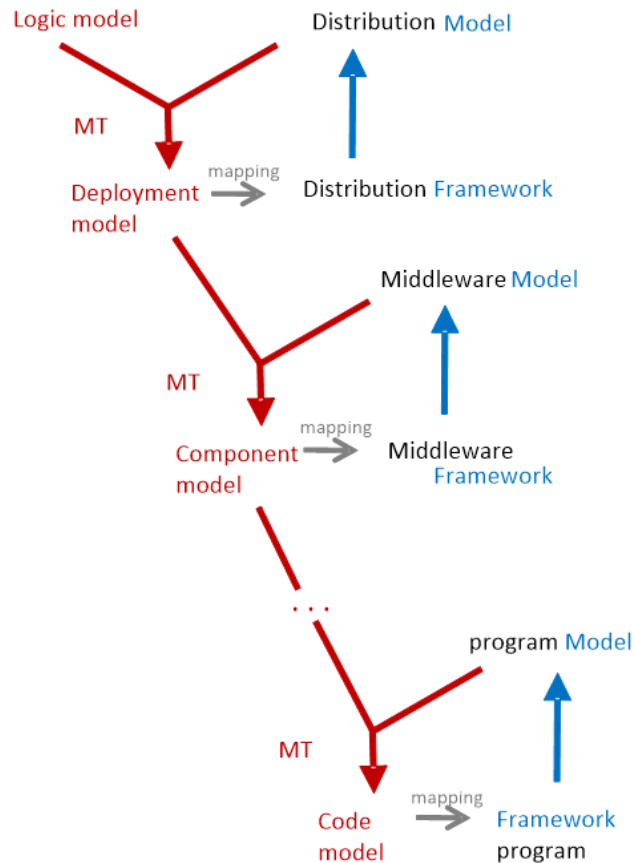 Logic model
Distribution Model
MT
mapping
Deployment
model
Distribution Framework
Middleware Model
MT
mapping
Component
model
Middleware
Framework
. . .
program Model
MT
mapping
Code
model
Framework
program